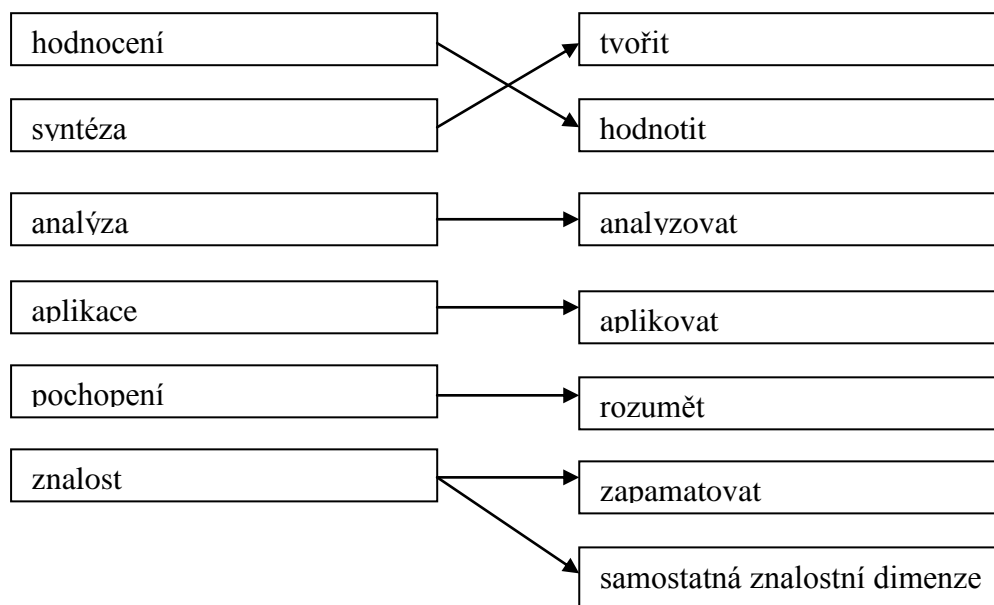 hodnocení
tvořit
syntéza
hodnotit
analýza
analyzovat
aplikace
aplikovat
pochopení
rozumět
znalost
zapamatovat
samostatná znalostní dimenze